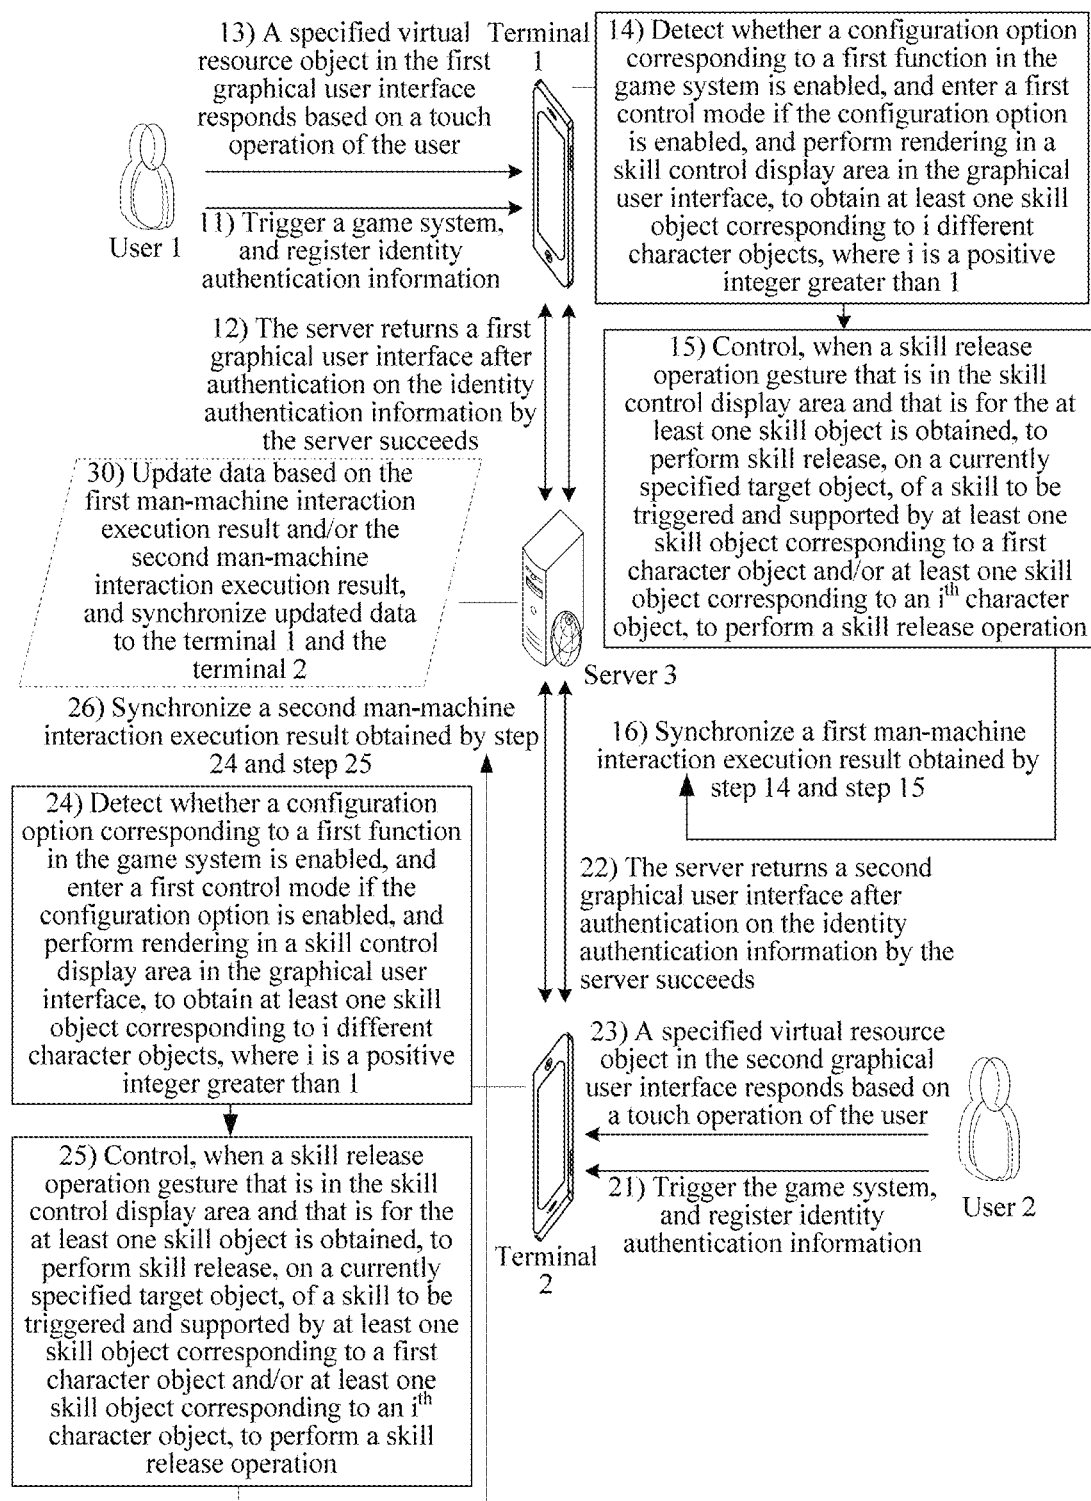 13) A specified virtual
resource object in the first
graphical user interface
responds based on a touch
operation of the user
Terminal
1
14) Detect whether a configuration option
corresponding to a first function in the
game system is enabled, and enter a first
control mode if the configuration option
is enabled, and perform rendering in a
skill control display area in the graphical
user interface, to obtain at least one skill
object corresponding to i different
character objects, where i is a positive
integer greater than 1
User 1
11) Trigger a game system,
and register identity
authentication information
12) The server returns a first
graphical user interface after
authentication on the identity
authentication information by
the server succeeds
15) Control, when a skill release
operation gesture that is in the skill
control display area and that is for the at
least one skill object is obtained, to
perform skill release, on a currently
specified target object, of a skill to be
triggered and supported by at least one
skill object corresponding to a first
character object and/or at least one skill
object corresponding to an ith character
object, to perform a skill release operation
30) Update data based on the
first man-machine interaction
execution result and/or the
second man-machine
interaction execution result,
and synchronize updated data
to the terminal 1 and the
terminal 2
Server 3
26) Synchronize a second man-machine
interaction execution result obtained by step
24 and step 25
16) Synchronize a first man-machine
interaction execution result obtained by
step 14 and step 15
24) Detect whether a configuration
option corresponding to a first function
in the game system is enabled, and
enter a first control mode if the
configuration option is enabled, and
perform rendering in a skill control
display area in the graphical user
interface, to obtain at least one skill
object corresponding to i different
character objects, where i is a positive
integer greater than 1
22) The server returns a second
graphical user interface after
authentication on the identity
authentication information by the
server succeeds
23) A specified virtual resource
object in the second graphical
user interface responds based on
a touch operation of the user
21) Trigger the game system,
and register identity
authentication information
User 2
Terminal
2
25) Control, when a skill release
operation gesture that is in the skill
control display area and that is for the
at least one skill object is obtained, to
perform skill release, on a currently
specified target object, of a skill to be
triggered and supported by at least one
skill object corresponding to a first
character object and/or at least one
skill object corresponding to an ith
character object, to perform a skill
release operation